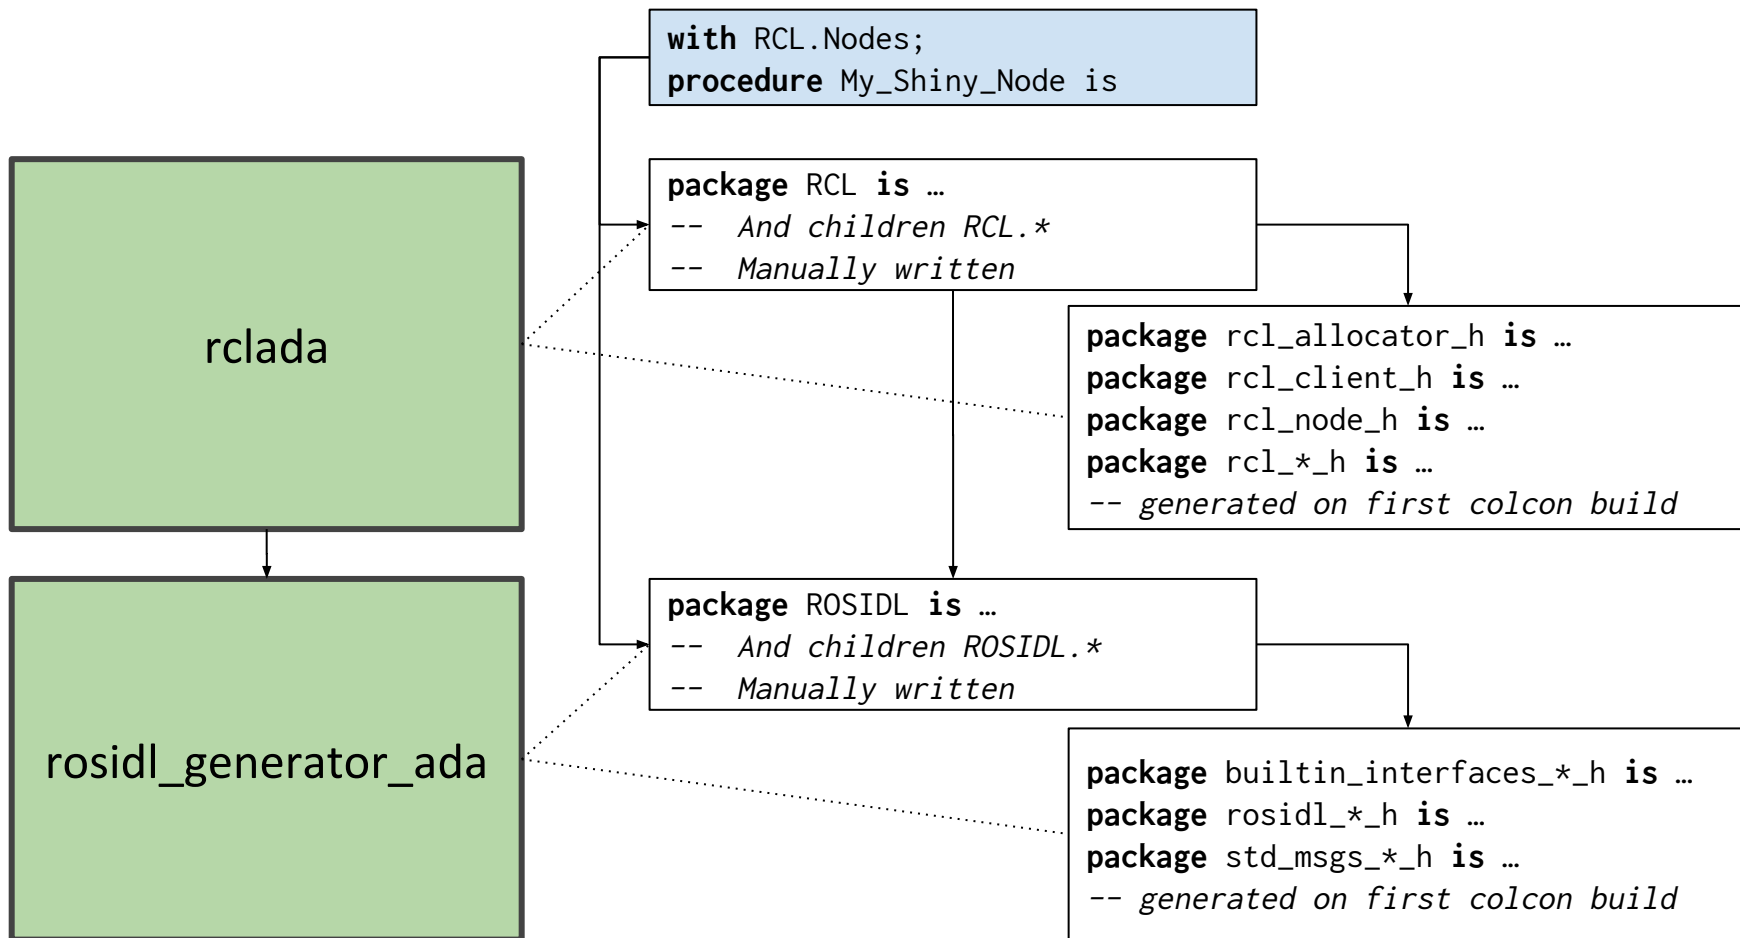 with RCL.Nodes;
procedure My_Shiny_Node is
rclada
package RCL is …
--  And children RCL.*
--  Manually written
package rcl_allocator_h is …
package rcl_client_h is …
package rcl_node_h is …
package rcl_*_h is …
-- generated on first colcon build
rosidl_generator_ada
package ROSIDL is …
--  And children ROSIDL.*
--  Manually written
package builtin_interfaces_*_h is …
package rosidl_*_h is …
package std_msgs_*_h is …
-- generated on first colcon build